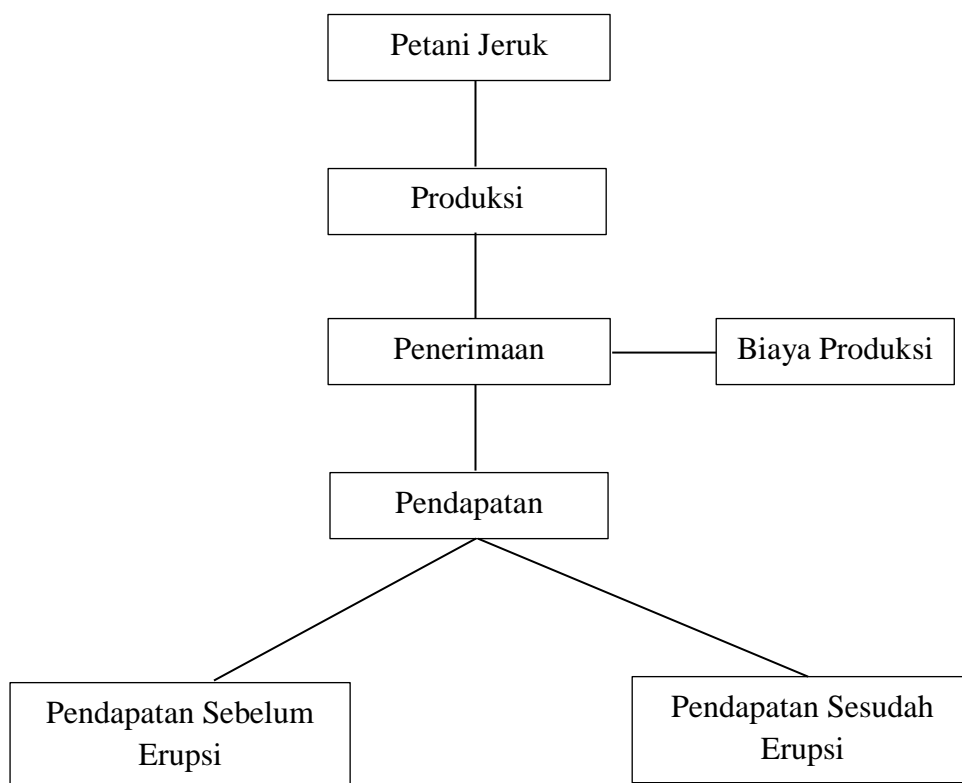 Petani Jeruk
Produksi
Penerimaan
Biaya Produksi
Pendapatan
Pendapatan Sebelum
Erupsi
Pendapatan Sesudah
Erupsi